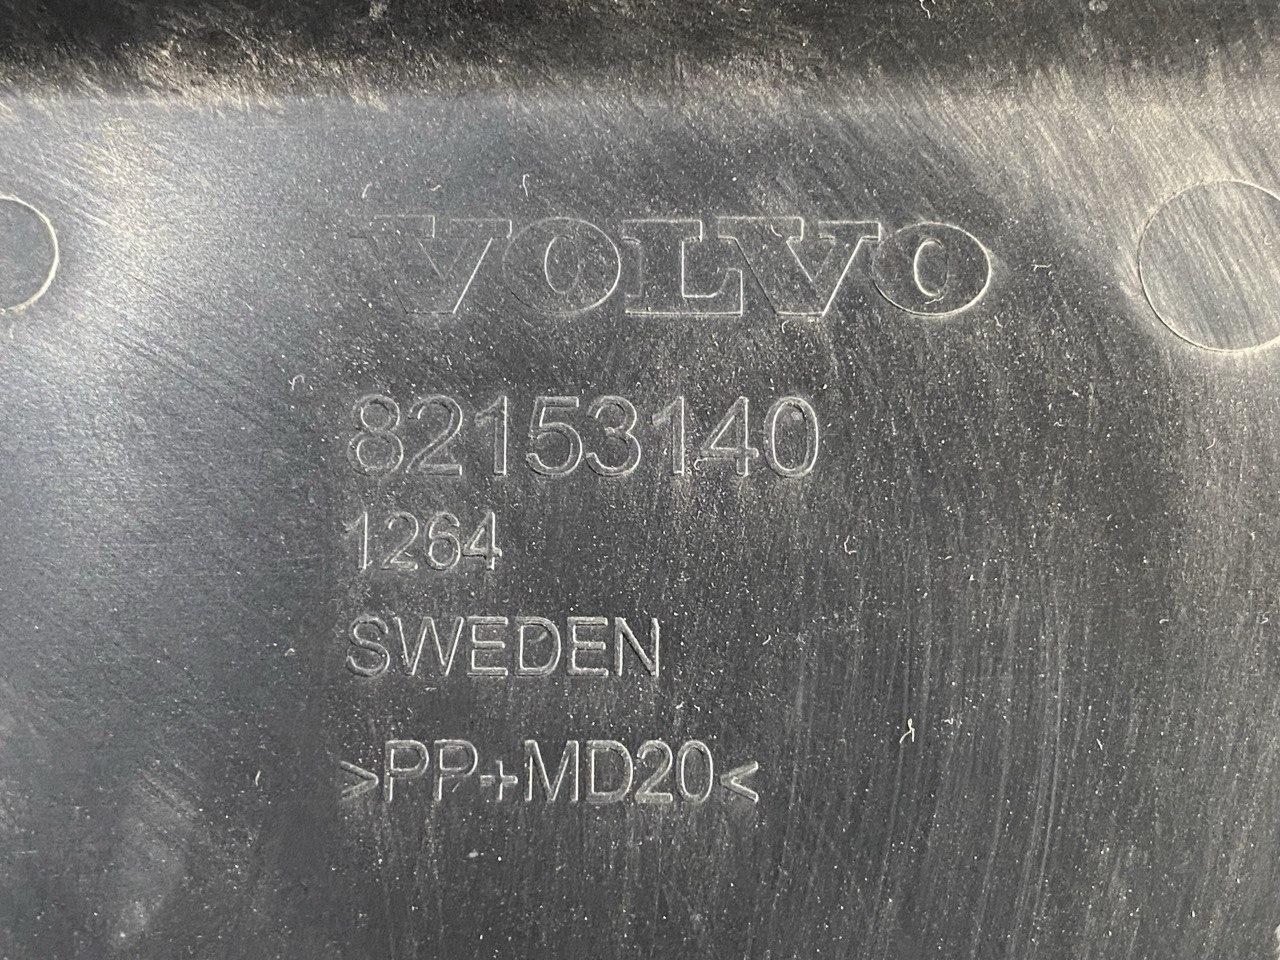 VOLVO
82153140
1264
SWEDEN
>PP+MD20<